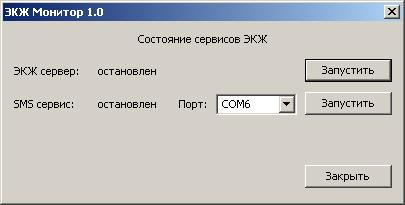 ЭКЖ Монитор 1.0
Состояние сервисов ЭКЖ
ЭКЖ сервер: остановлен Запустить
SMS сервис: остановлен Порт: COM6 Запустить
Закрыть